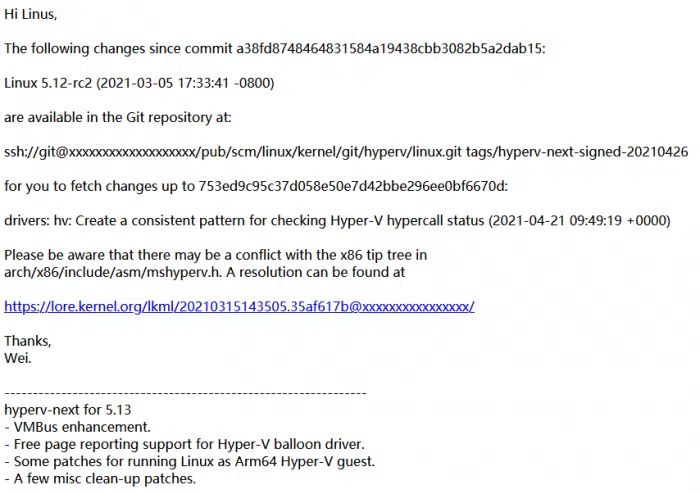 Hi Linus,
The following changes since commit a38fd8748464831584a19438cbb3082b5a2dab15:
Linux 5.12-rc2 (2021-03-05 17:33:41 -0800)
are available in the Git repository at:
ssh://git@xxxxxxxxxxxxxxxxxxx/pub/scm/linux/kernel/git/hyperv/linux.git tags/hyperv-next-signed-20210426
for you to fetch changes up to 753ed9c95c37d058e50e7d42bbe296ee0bf6670d:
drivers: hv: Create a consistent pattern for checking Hyper-V hypercall status (2021-04-21 09:49:19 +0000)
Please be aware that there may be a conflict with the x86 tip tree in
arch/x86/include/asm/mshyperv.h. A resolution can be found at
https://lore.kernel.org/lkml/20210315143505.35af617b@xxxxxxxxxxxxxxxx/
Thanks,
Wei.
----------------------------------------------------------------
hyperv-next for 5.13
- VMBus enhancement.
- Free page reporting support for Hyper-V balloon driver.
- Some patches for running Linux as Arm64 Hyper-V guest.
- A few misc clean-up patches.